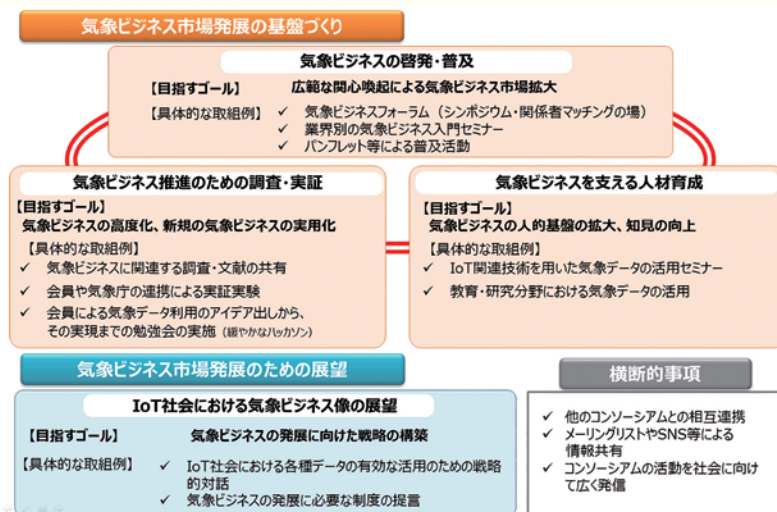 気象ビジネス市場発展の基盤づくり
気象ビジネスの啓発・普及
【目指すゴール】 広範な関心喚起による気象ビジネス市場拡大
【具体的な取組例】 ✓ 気象ビジネスフォーラム（シンポジウム・関係者マッチングの場）
✓ 業界別の気象ビジネス入門セミナー
✓ パンフレット等による普及活動
気象ビジネス推進のための調査・実証
【目指すゴール】
気象ビジネスの高度化、新規の気象ビジネスの実用化
【具体的な取組例】
✓ 気象ビジネスに関連する調査・文献の共有
✓ 会員や気象庁の連携による実証実験
✓ 会員による気象データ利用のアイデア出しから、
その実現までの勉強会の実施（緩やかなハッカソン）
気象ビジネスを支える人材育成
【目指すゴール】
気象ビジネスの人的基盤の拡大、知見の向上
【具体的な取組例】
✓ IoT関連技術を用いた気象データの活用セミナー
✓ 教育・研究分野における気象データの活用
気象ビジネス市場発展のための展望
IoT社会における気象ビジネス像の展望
【目指すゴール】 気象ビジネスの発展に向けた戦略の構築
【具体的な取組例】 ✓ IoT社会における各種データの有効な活用のための戦略
的対話
✓ 気象ビジネスの発展に必要な制度の提言
横断的事項
✓ 他のコンソーシアムとの相互連携
✓ メーリングリストやSNS等による
情報共有
✓ コンソーシアムの活動を社会に向け
て広く発信